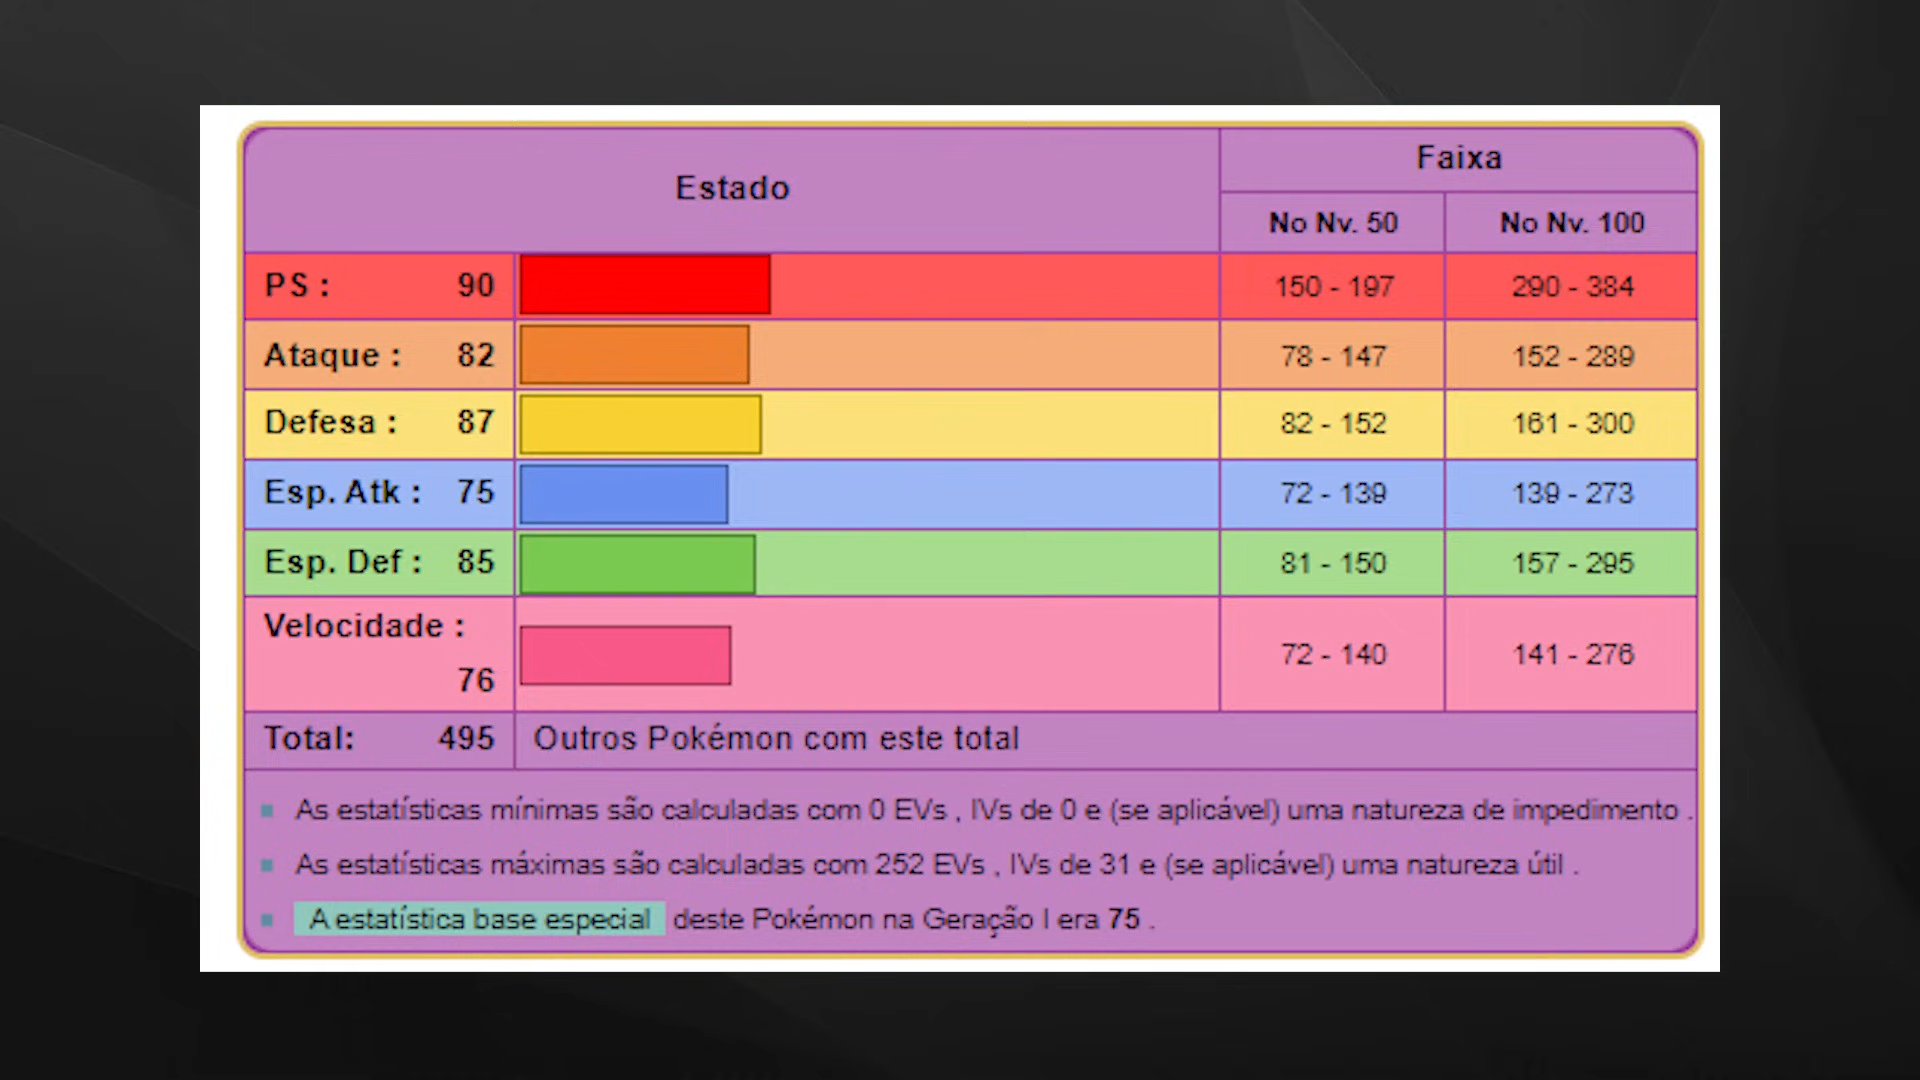 Estado
Faixa
No Nv. 50 No Nv. 100
PS : 90 150 - 197 290 - 384
Ataque : 82 78 - 147 152 - 289
Defesa : 87 82 - 152 161 - 300
Esp. Atk : 75 72 - 139 139 - 273
Esp. Def : 85 81 - 150 157 - 295
Velocidade :
76 72 - 140 141 - 276
Total: 495 Outros Pokémon com este total
As estatísticas mínimas são calculadas com 0 EVs , IVs de 0 e (se aplicável) uma natureza de impedimento .
As estatísticas máximas são calculadas com 252 EVs , IVs de 31 e (se aplicável) uma natureza útil .
A estatística base especial deste Pokémon na Geração I era 75 .